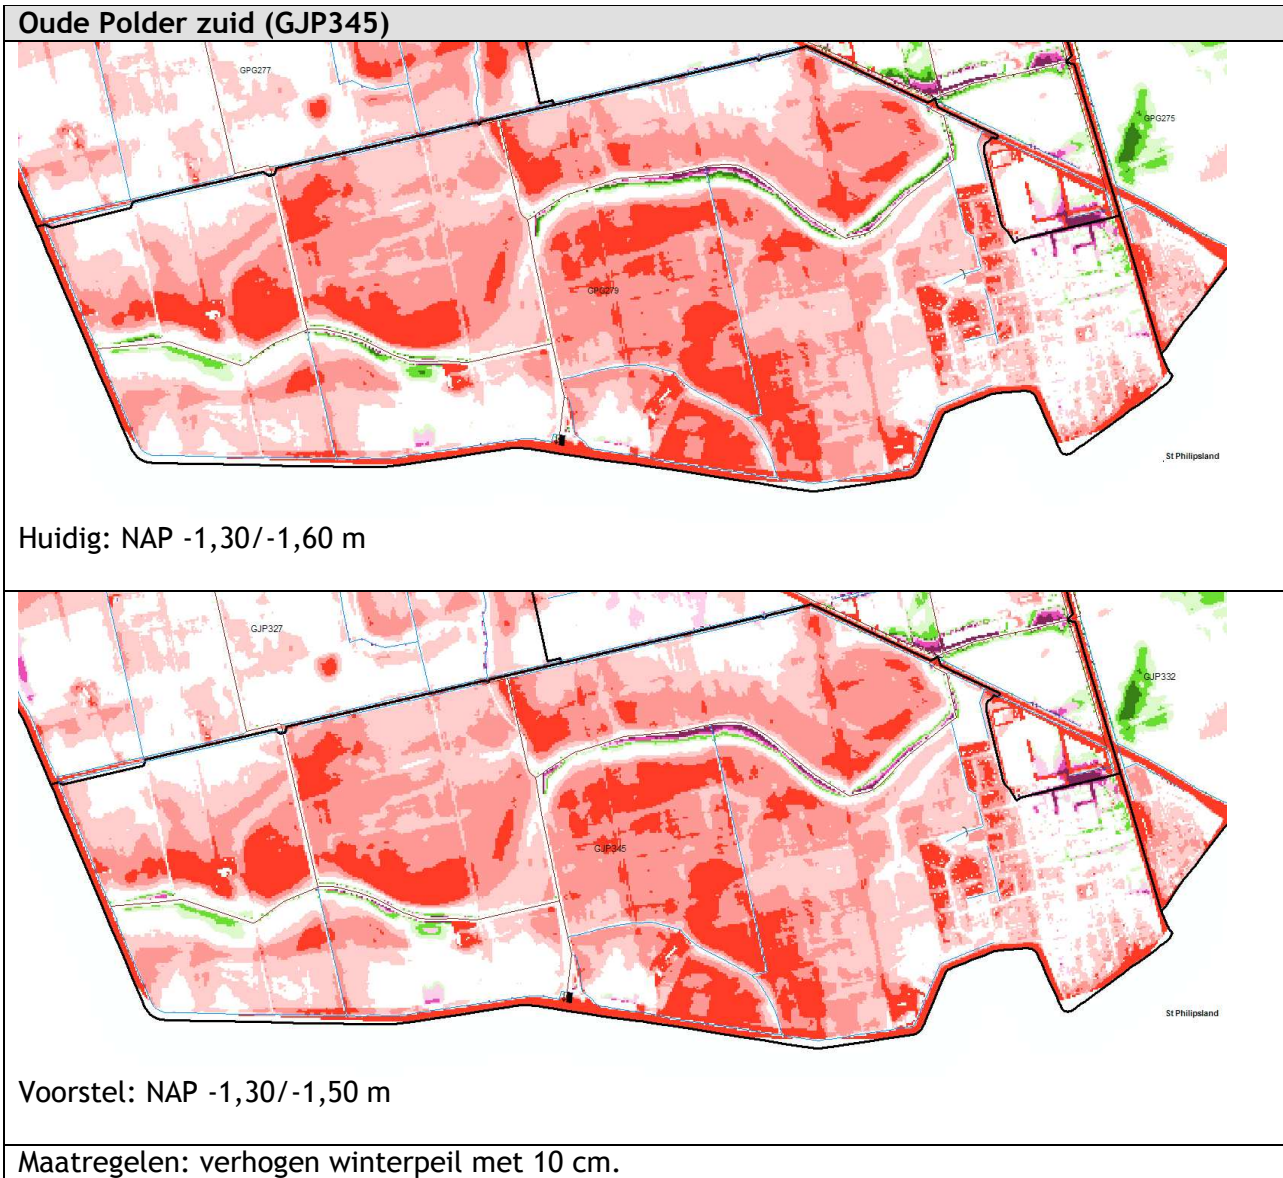 Oude Polder zuid (GJP345)
GPG277
GPG275
GPG279
St Philipsland
Huidig: NAP -1,30/-1,60 m
GJP327
GJP332
GJP345
St Philipsland
Voorstel: NAP -1,30/-1,50 m
Maatregelen: verhogen winterpeil met 10 cm.